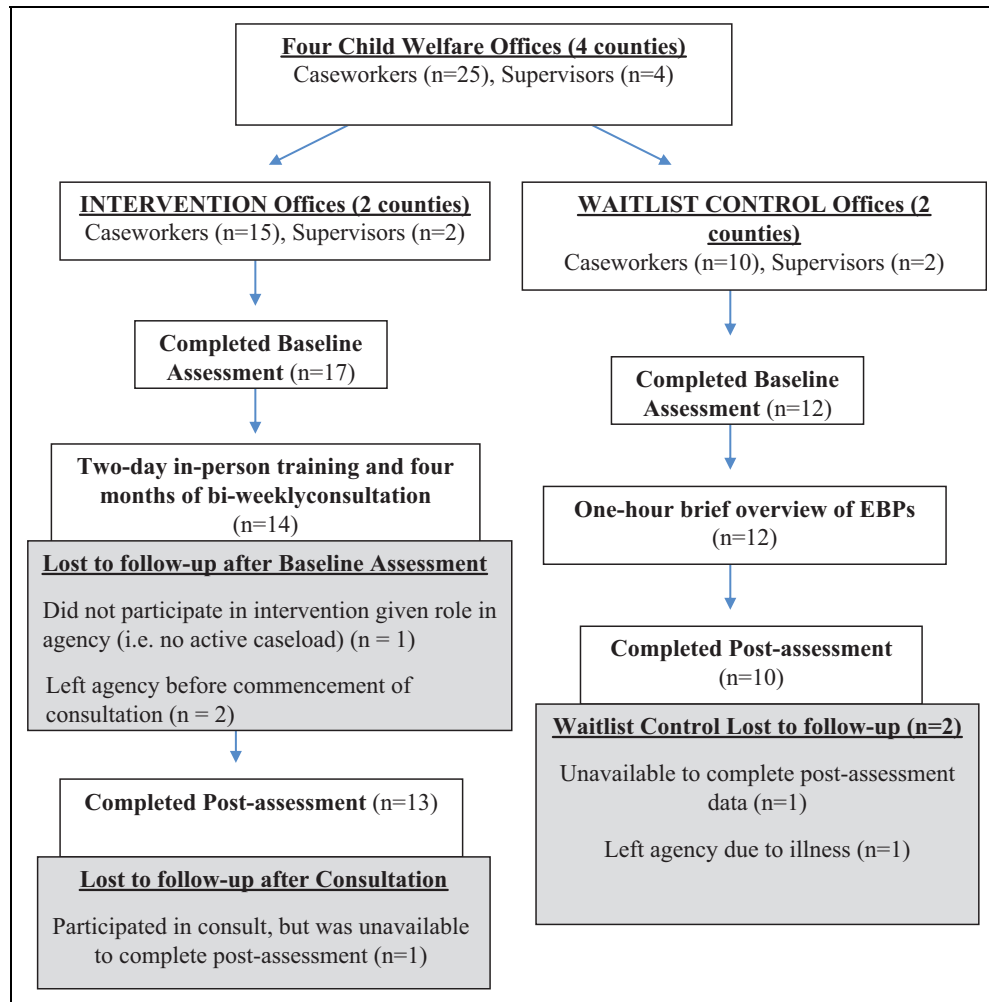 Four Child Welfare Offices (4 counties)
Caseworkers (n=25), Supervisors (n=4)
INTERVENTION Offices (2 counties)
Caseworkers (n=15), Supervisors (n=2)
WAITLIST CONTROL Offices (2
counties)
Caseworkers (n=10), Supervisors (n=2)
Completed Baseline
Assessment (n=17)
Completed Baseline
Assessment (n=12)
Two-day in-person training and four
months of bi-weeklyconsultation
(n=14)
One-hour brief overview of EBPs
(n=12)
Lost to follow-up after Baseline Assessment
Did not participate in intervention given role in
agency (i.e. no active caseload) (n = 1)
Left agency before commencement of
consultation (n = 2)
Completed Post-assessment
(n=10)
Waitlist Control Lost to follow-up (n=2)
Unavailable to complete post-assessment
data (n=1)
Left agency due to illness (n=1)
Completed Post-assessment (n=13)
Lost to follow-up after Consultation
Participated in consult, but was unavailable
to complete post-assessment (n=1)